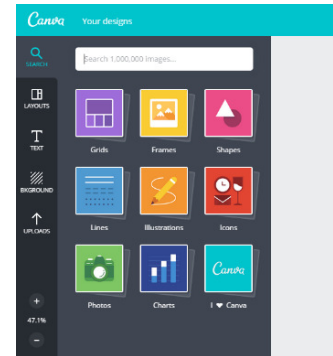 Canva Your designs
Search 1,000,000 images...
SEARCH
LAYOUTS
TEXT
BKGROUND
UPLOADS
Grids Frames Shapes
Lines Illustrations Icons
Canva
Photos Charts I ♥ Canva
+
47.1%
−